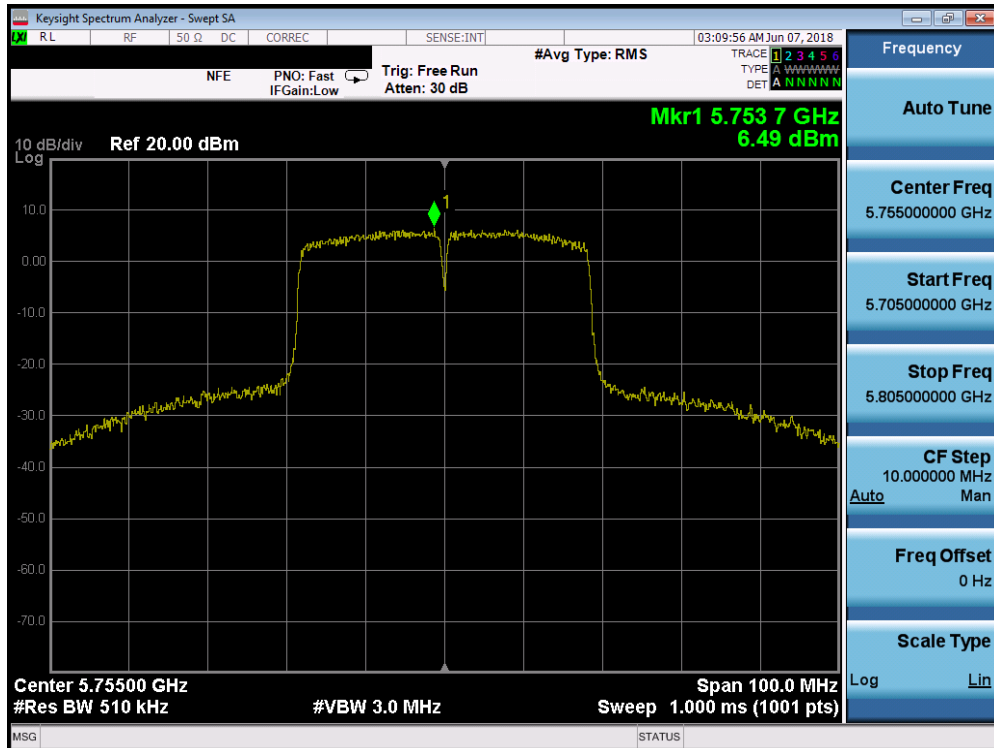 Keysight Spectrum Analyzer - Swept SA
LXI RL RF 50 Ω DC CORREC SENSE:INT 03:09:56 AM Jun 07, 2018
#Avg Type: RMS TRACE 1 2 3 4 5 6
NFE PNO: Fast Trig: Free Run TYPE A WWWWW
IFGain:Low Atten: 30 dB DET A N N N N N
Mkr1 5.753 7 GHz
6.49 dBm
10 dB/div Ref 20.00 dBm
Log
1
10.0
0.00
-10.0
-20.0
-30.0
-40.0
-50.0
-60.0
-70.0
Center 5.75500 GHz Span 100.0 MHz
#Res BW 510 kHz #VBW 3.0 MHz Sweep 1.000 ms (1001 pts)
MSG STATUS
Frequency
Auto Tune
Center Freq
5.755000000 GHz
Start Freq
5.705000000 GHz
Stop Freq
5.805000000 GHz
CF Step
10.000000 MHz
Auto Man
Freq Offset
0 Hz
Scale Type
Log Lin